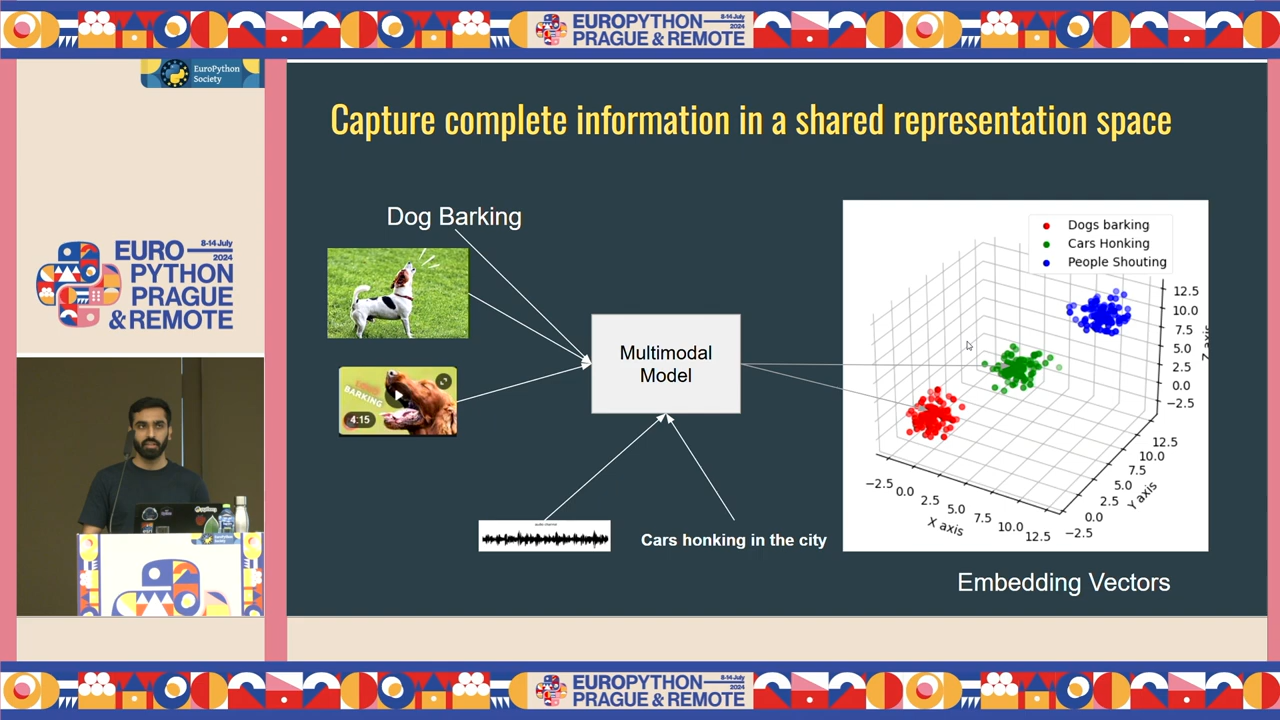 EUROPYTHON
PRAGUE & REMOTE
8-14 July
2024
EuroPython
Society
EURO
PYTHON
PRAGUE
& REMOTE
8-14 July
2024
Capture complete information in a shared representation space
Dog Barking
BARKING
4:15
Multimodal
Model
Cars honking in the city
Dogs barking
Cars Honking
People Shouting
12.5
10.0
7.5
5.0
2.5
0.0
−2.5
Z axis
12.5
10.0
7.5
5.0
2.5
0.0
−2.5
Y axis
−2.5
0.0
2.5
5.0
7.5
10.0
12.5
X axis
Embedding Vectors
EUROPYTHON
PRAGUE & REMOTE
8-14 July
2024